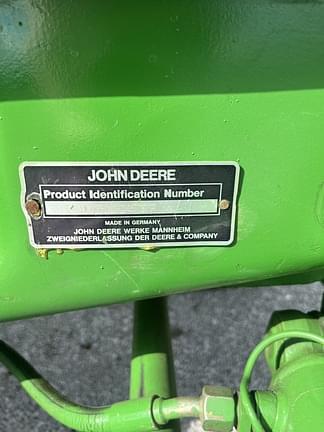 JOHN DEERE
Product Identification Number
MADE IN GERMANY
JOHN DEERE WERKE MANNHEIM
ZWEIGNIEDERLASSUNG DER DEERE & COMPANY